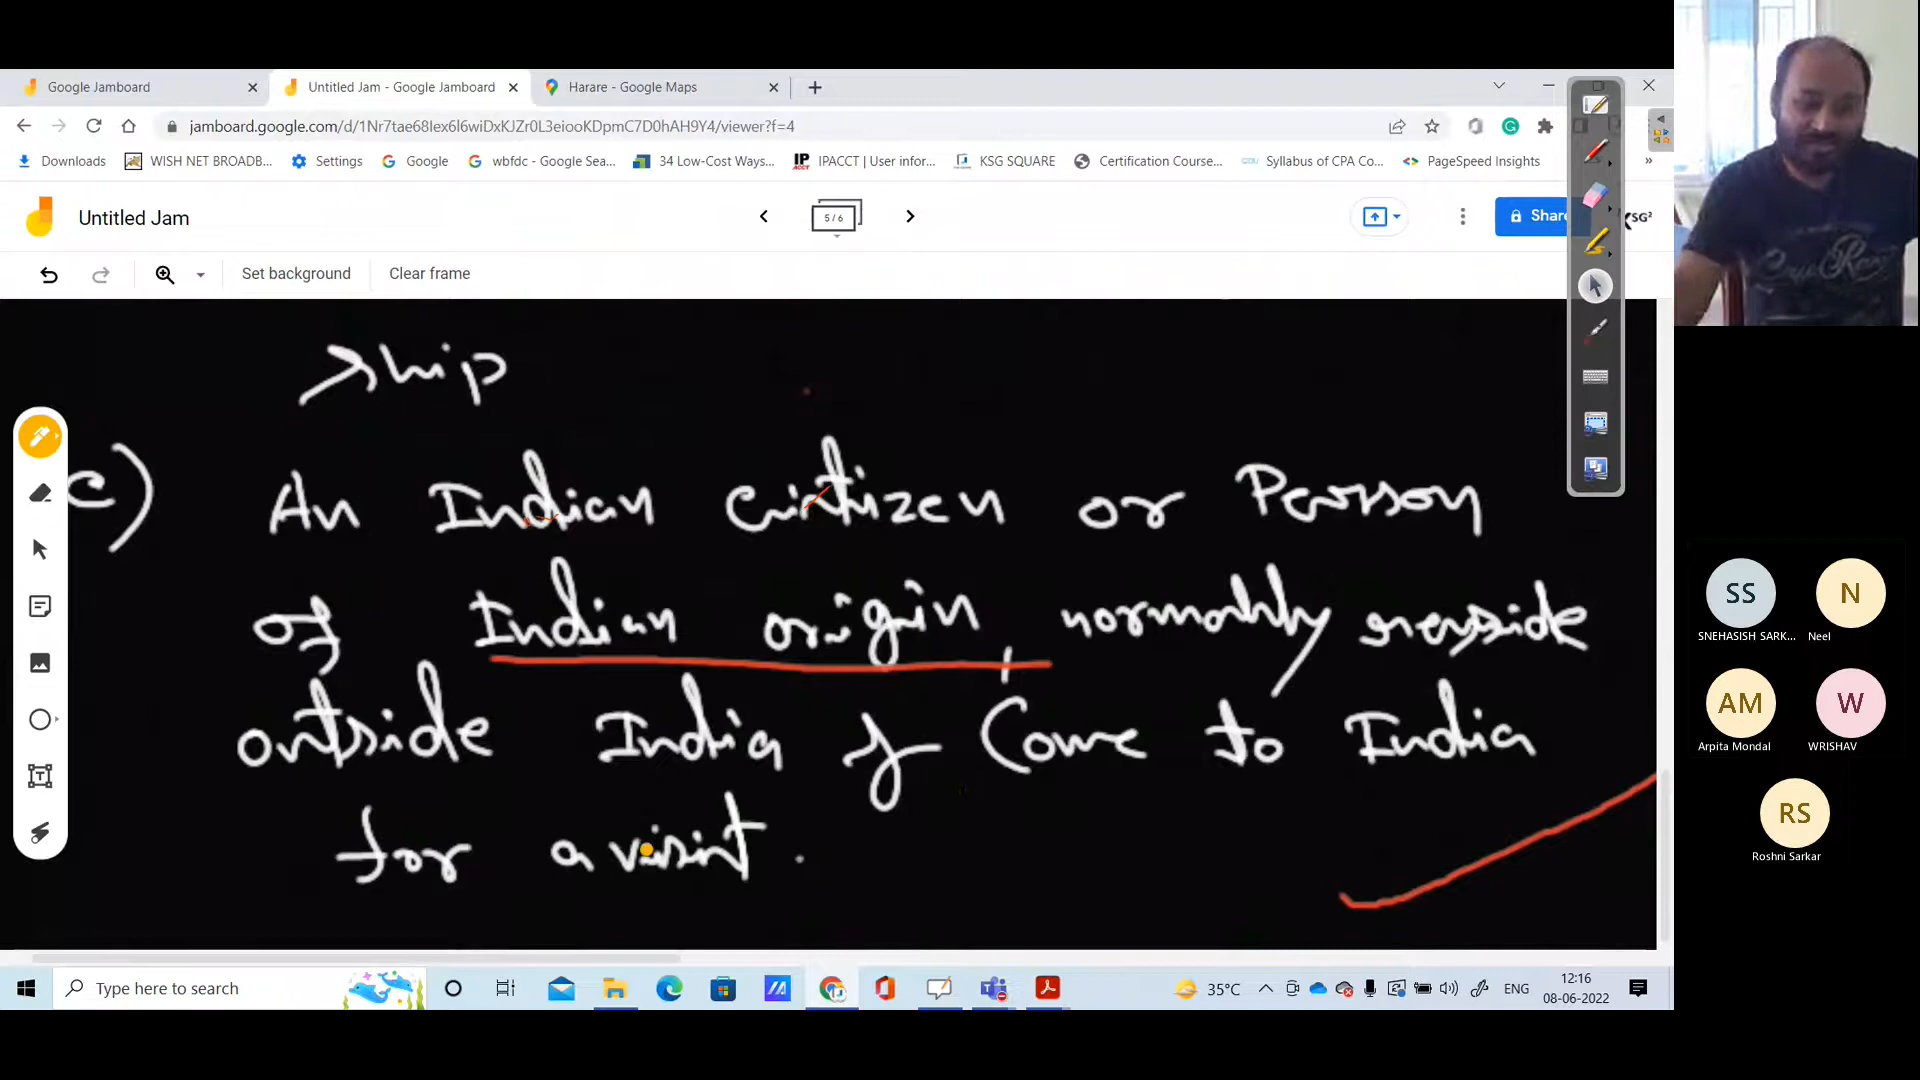 Google Jamboard
Untitled Jam - Google Jamboard
Harare - Google Maps
jamboard.google.com/d/1Nr7tae68Iex6l6wiDxKJZr0L3eiooKDpmC7D0hAH9Y4/viewer?f=4
Downloads
WISH NET BROADB...
Settings
Google
wbfdc - Google Sea...
34 Low-Cost Ways...
IPACCT | User infor...
KSG SQUARE
Certification Course...
Syllabus of CPA Co...
PageSpeed Insights
Untitled Jam
5 / 6
Share
KSG²
Set background
Clear frame
ship
c) An Indian Citizen or Person
of Indian origin, normally reside
outside India & Come to India
for a visit.
SS
SNEHASISH SARK...
N
Neel
AM
Arpita Mondal
W
WRISHAV
RS
Roshni Sarkar
Type here to search
35°C
ENG
12:16
08-06-2022